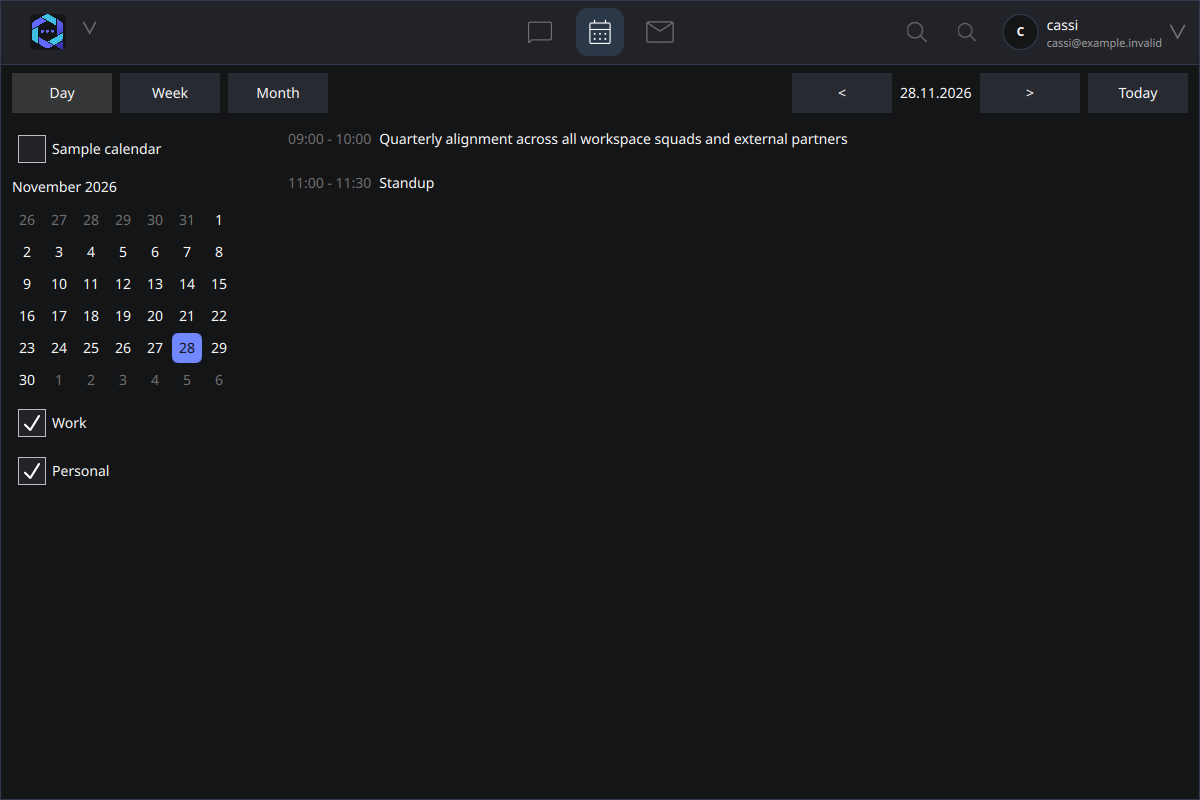 C cassi
cassi@example.invalid
Day Week Month < 28.11.2026 > Today
Sample calendar
November 2026
26 27 28 29 30 31 1
2 3 4 5 6 7 8
9 10 11 12 13 14 15
16 17 18 19 20 21 22
23 24 25 26 27 28 29
30 1 2 3 4 5 6
Work
Personal
09:00 - 10:00 Quarterly alignment across all workspace squads and external partners
11:00 - 11:30 Standup